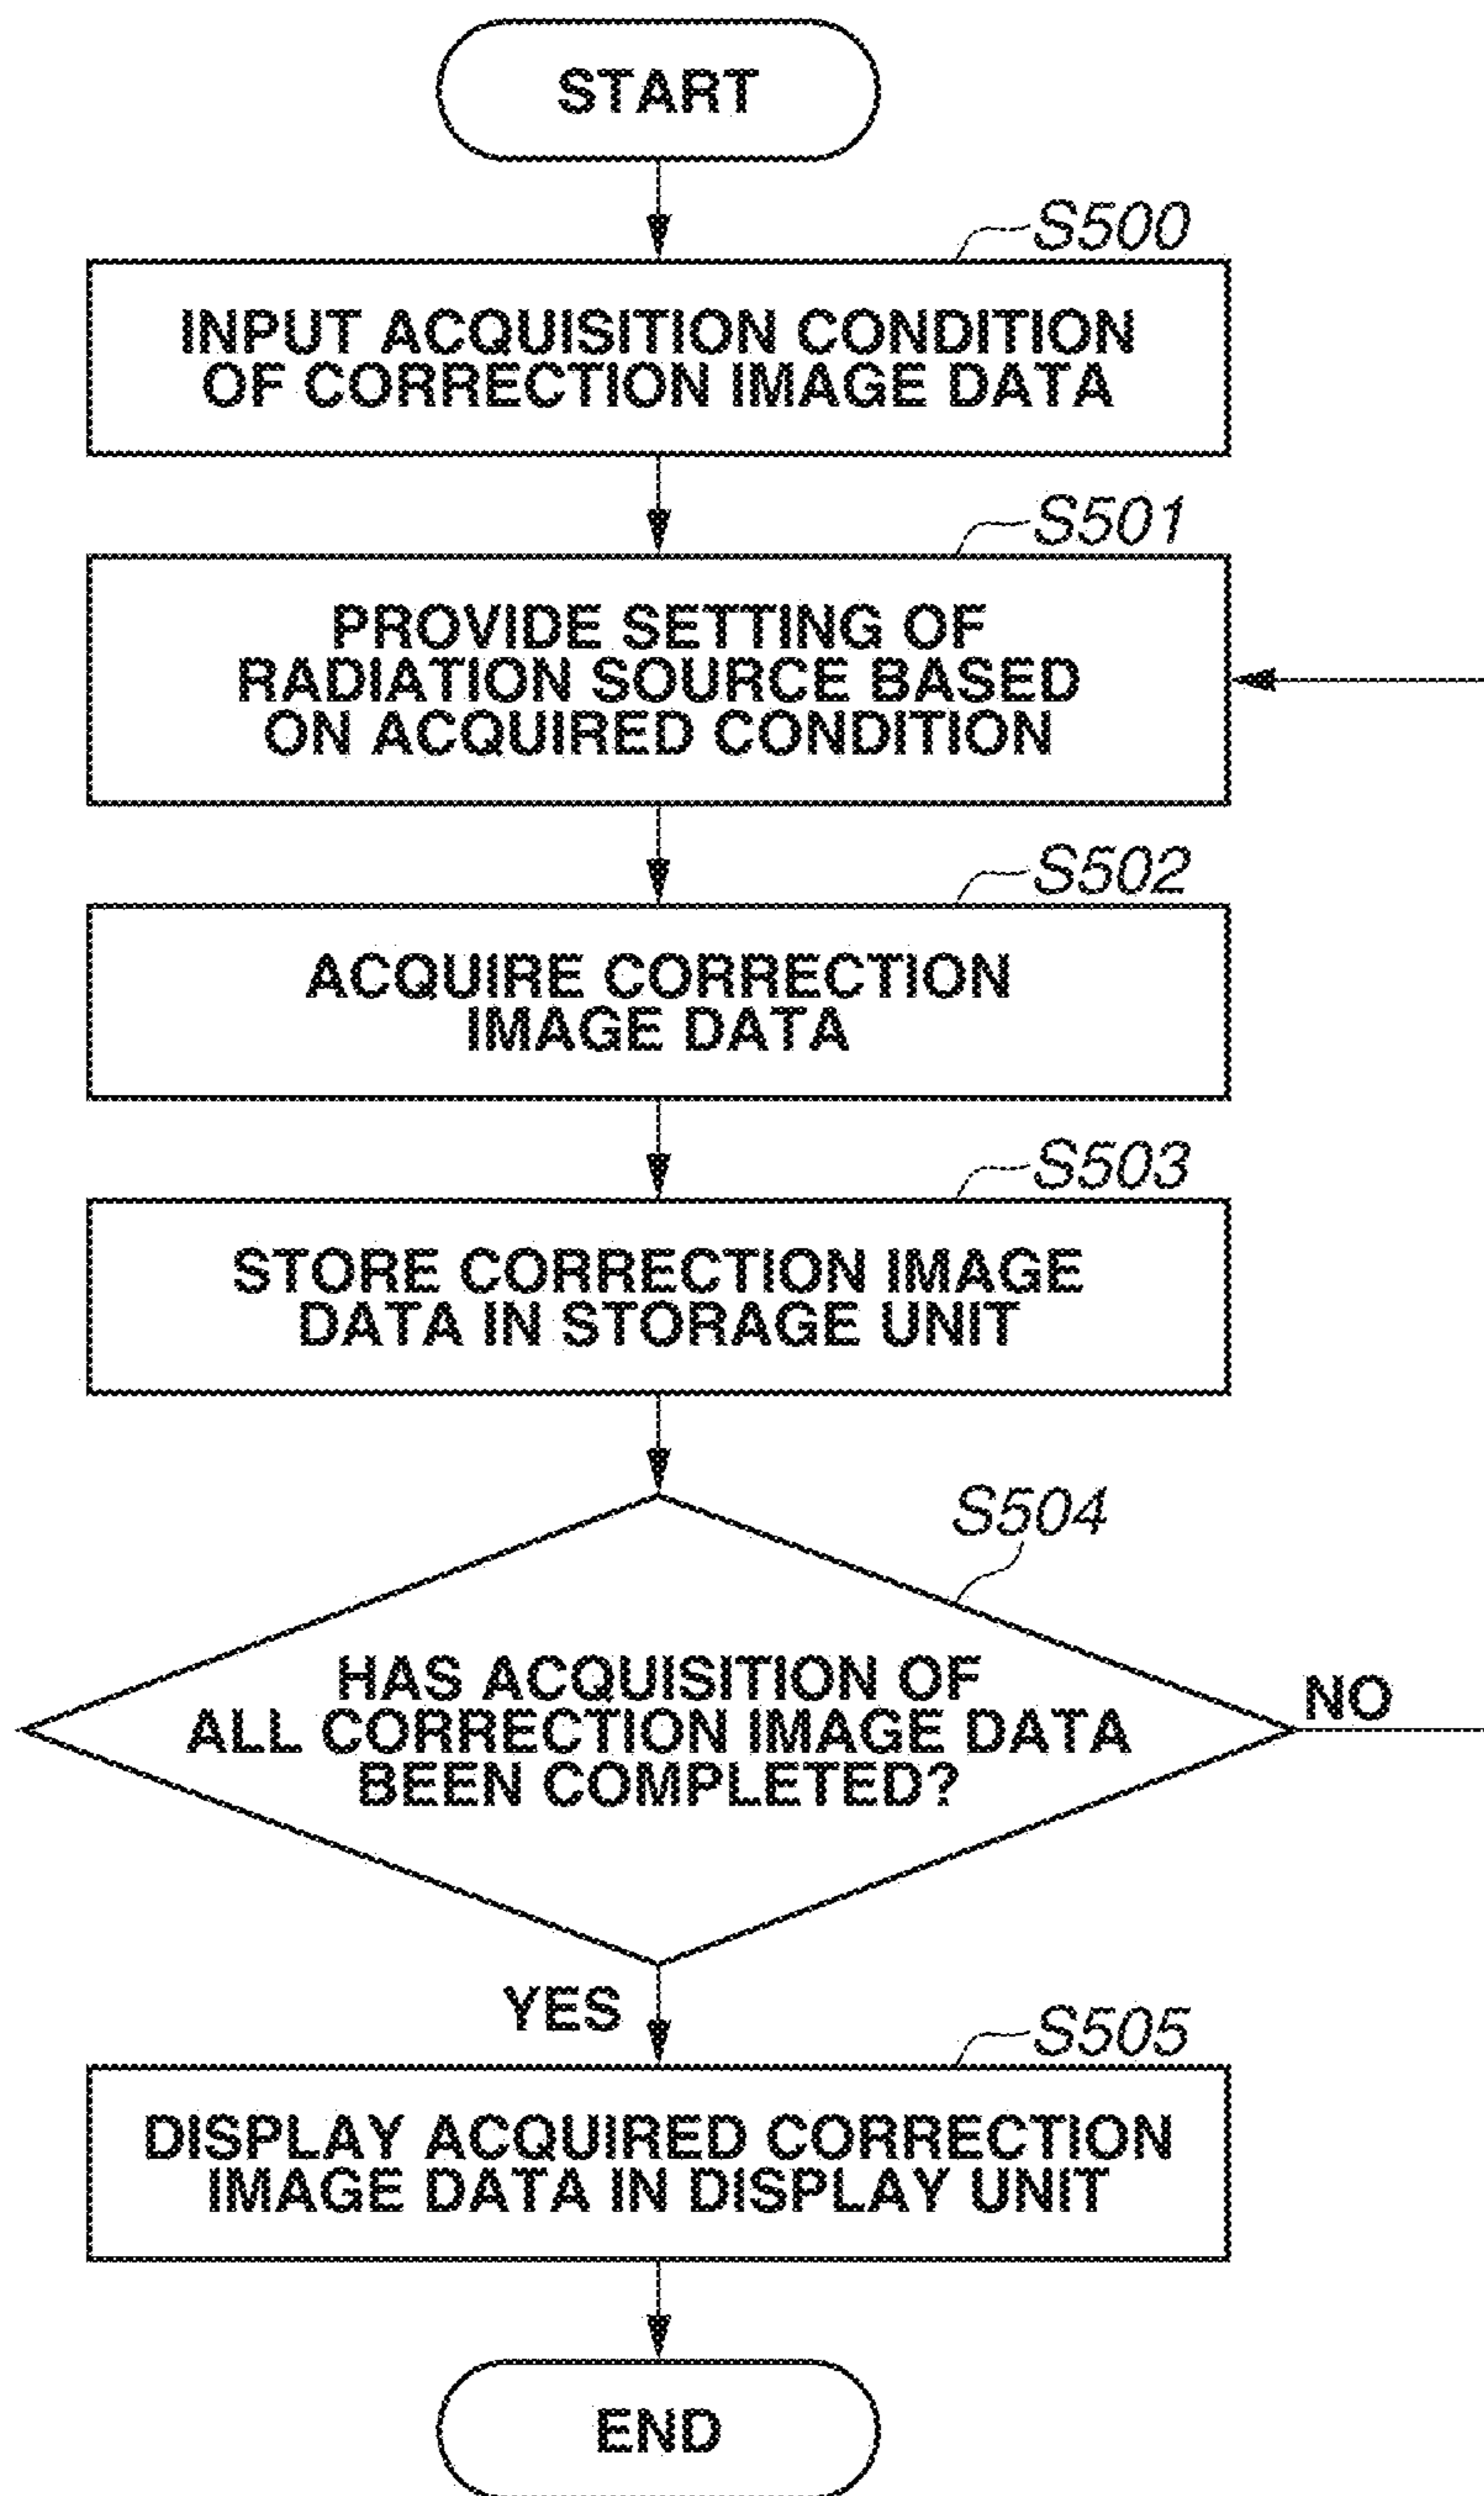 START
S500
INPUT ACQUISITION CONDITION
OF CORRECTION IMAGE DATA
S501
PROVIDE SETTING OF
RADIATION SOURCE BASED
ON ACQUIRED CONDITION
S502
ACQUIRE CORRECTION
IMAGE DATA
S503
STORE CORRECTION IMAGE
DATA IN STORAGE UNIT
S504
HAS ACQUISITION OF
ALL CORRECTION IMAGE DATA
BEEN COMPLETED?
NO
YES
S505
DISPLAY ACQUIRED CORRECTION
IMAGE DATA IN DISPLAY UNIT
END